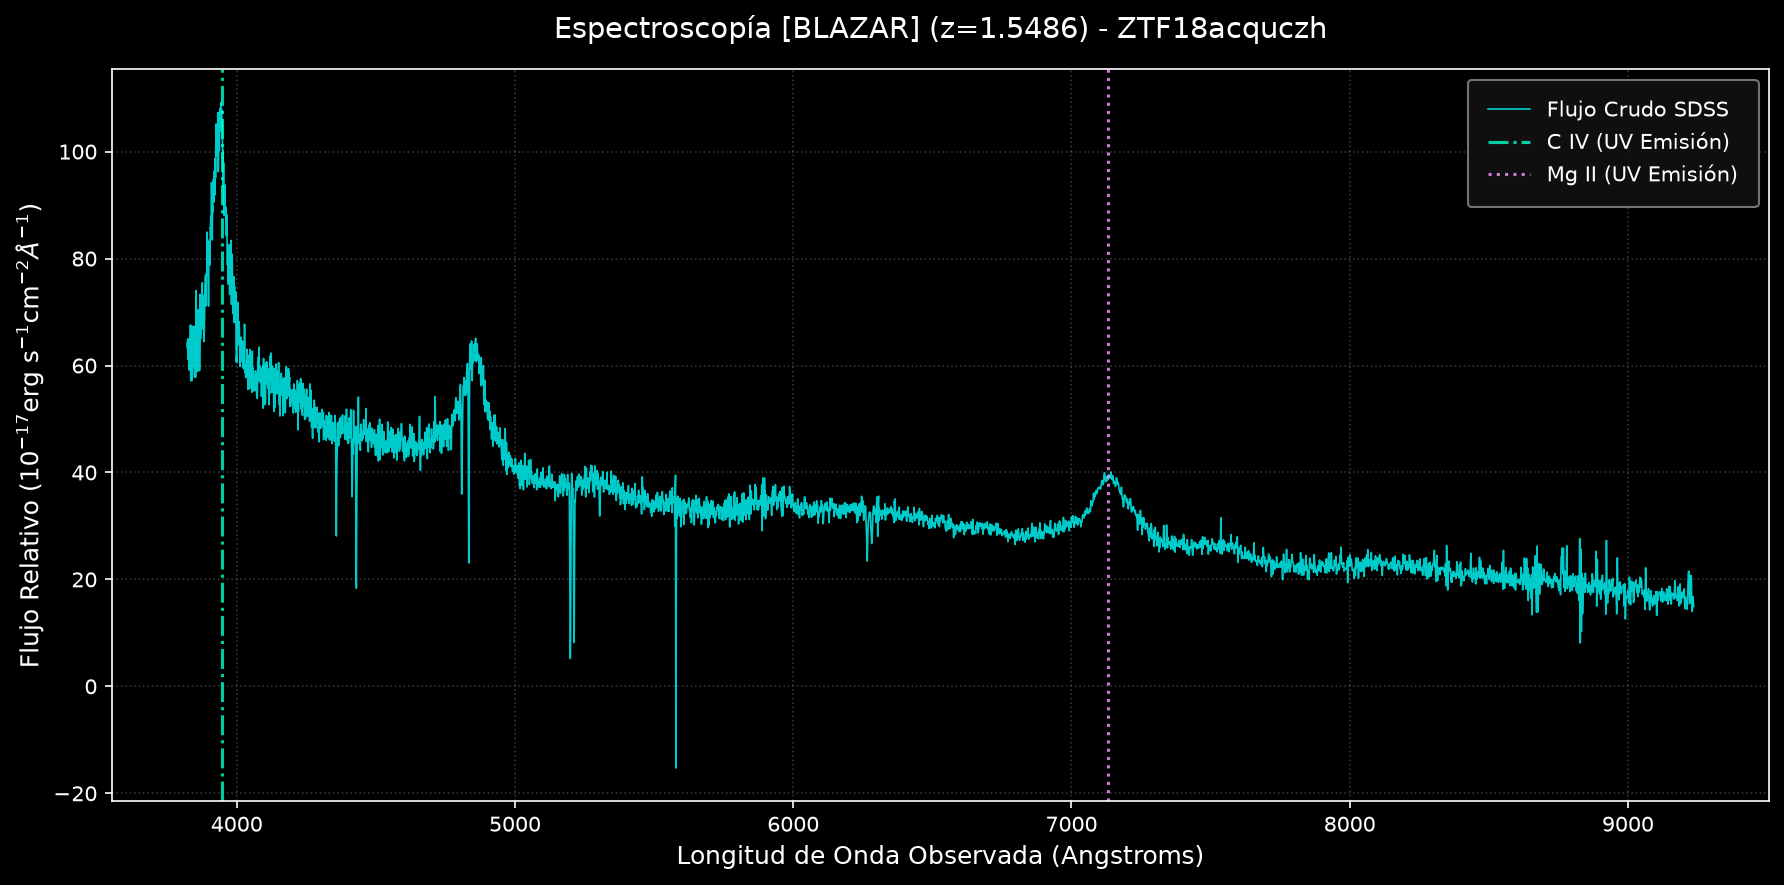 Espectroscopía [BLAZAR] (z=1.5486) - ZTF18acquczh
Flujo Crudo SDSS
C IV (UV Emisión)
Mg II (UV Emisión)
Flujo Relativo (10⁻¹⁷erg s⁻¹cm⁻²Å⁻¹)
100
80
60
40
20
0
−20
4000 5000 6000 7000 8000 9000
Longitud de Onda Observada (Angstroms)